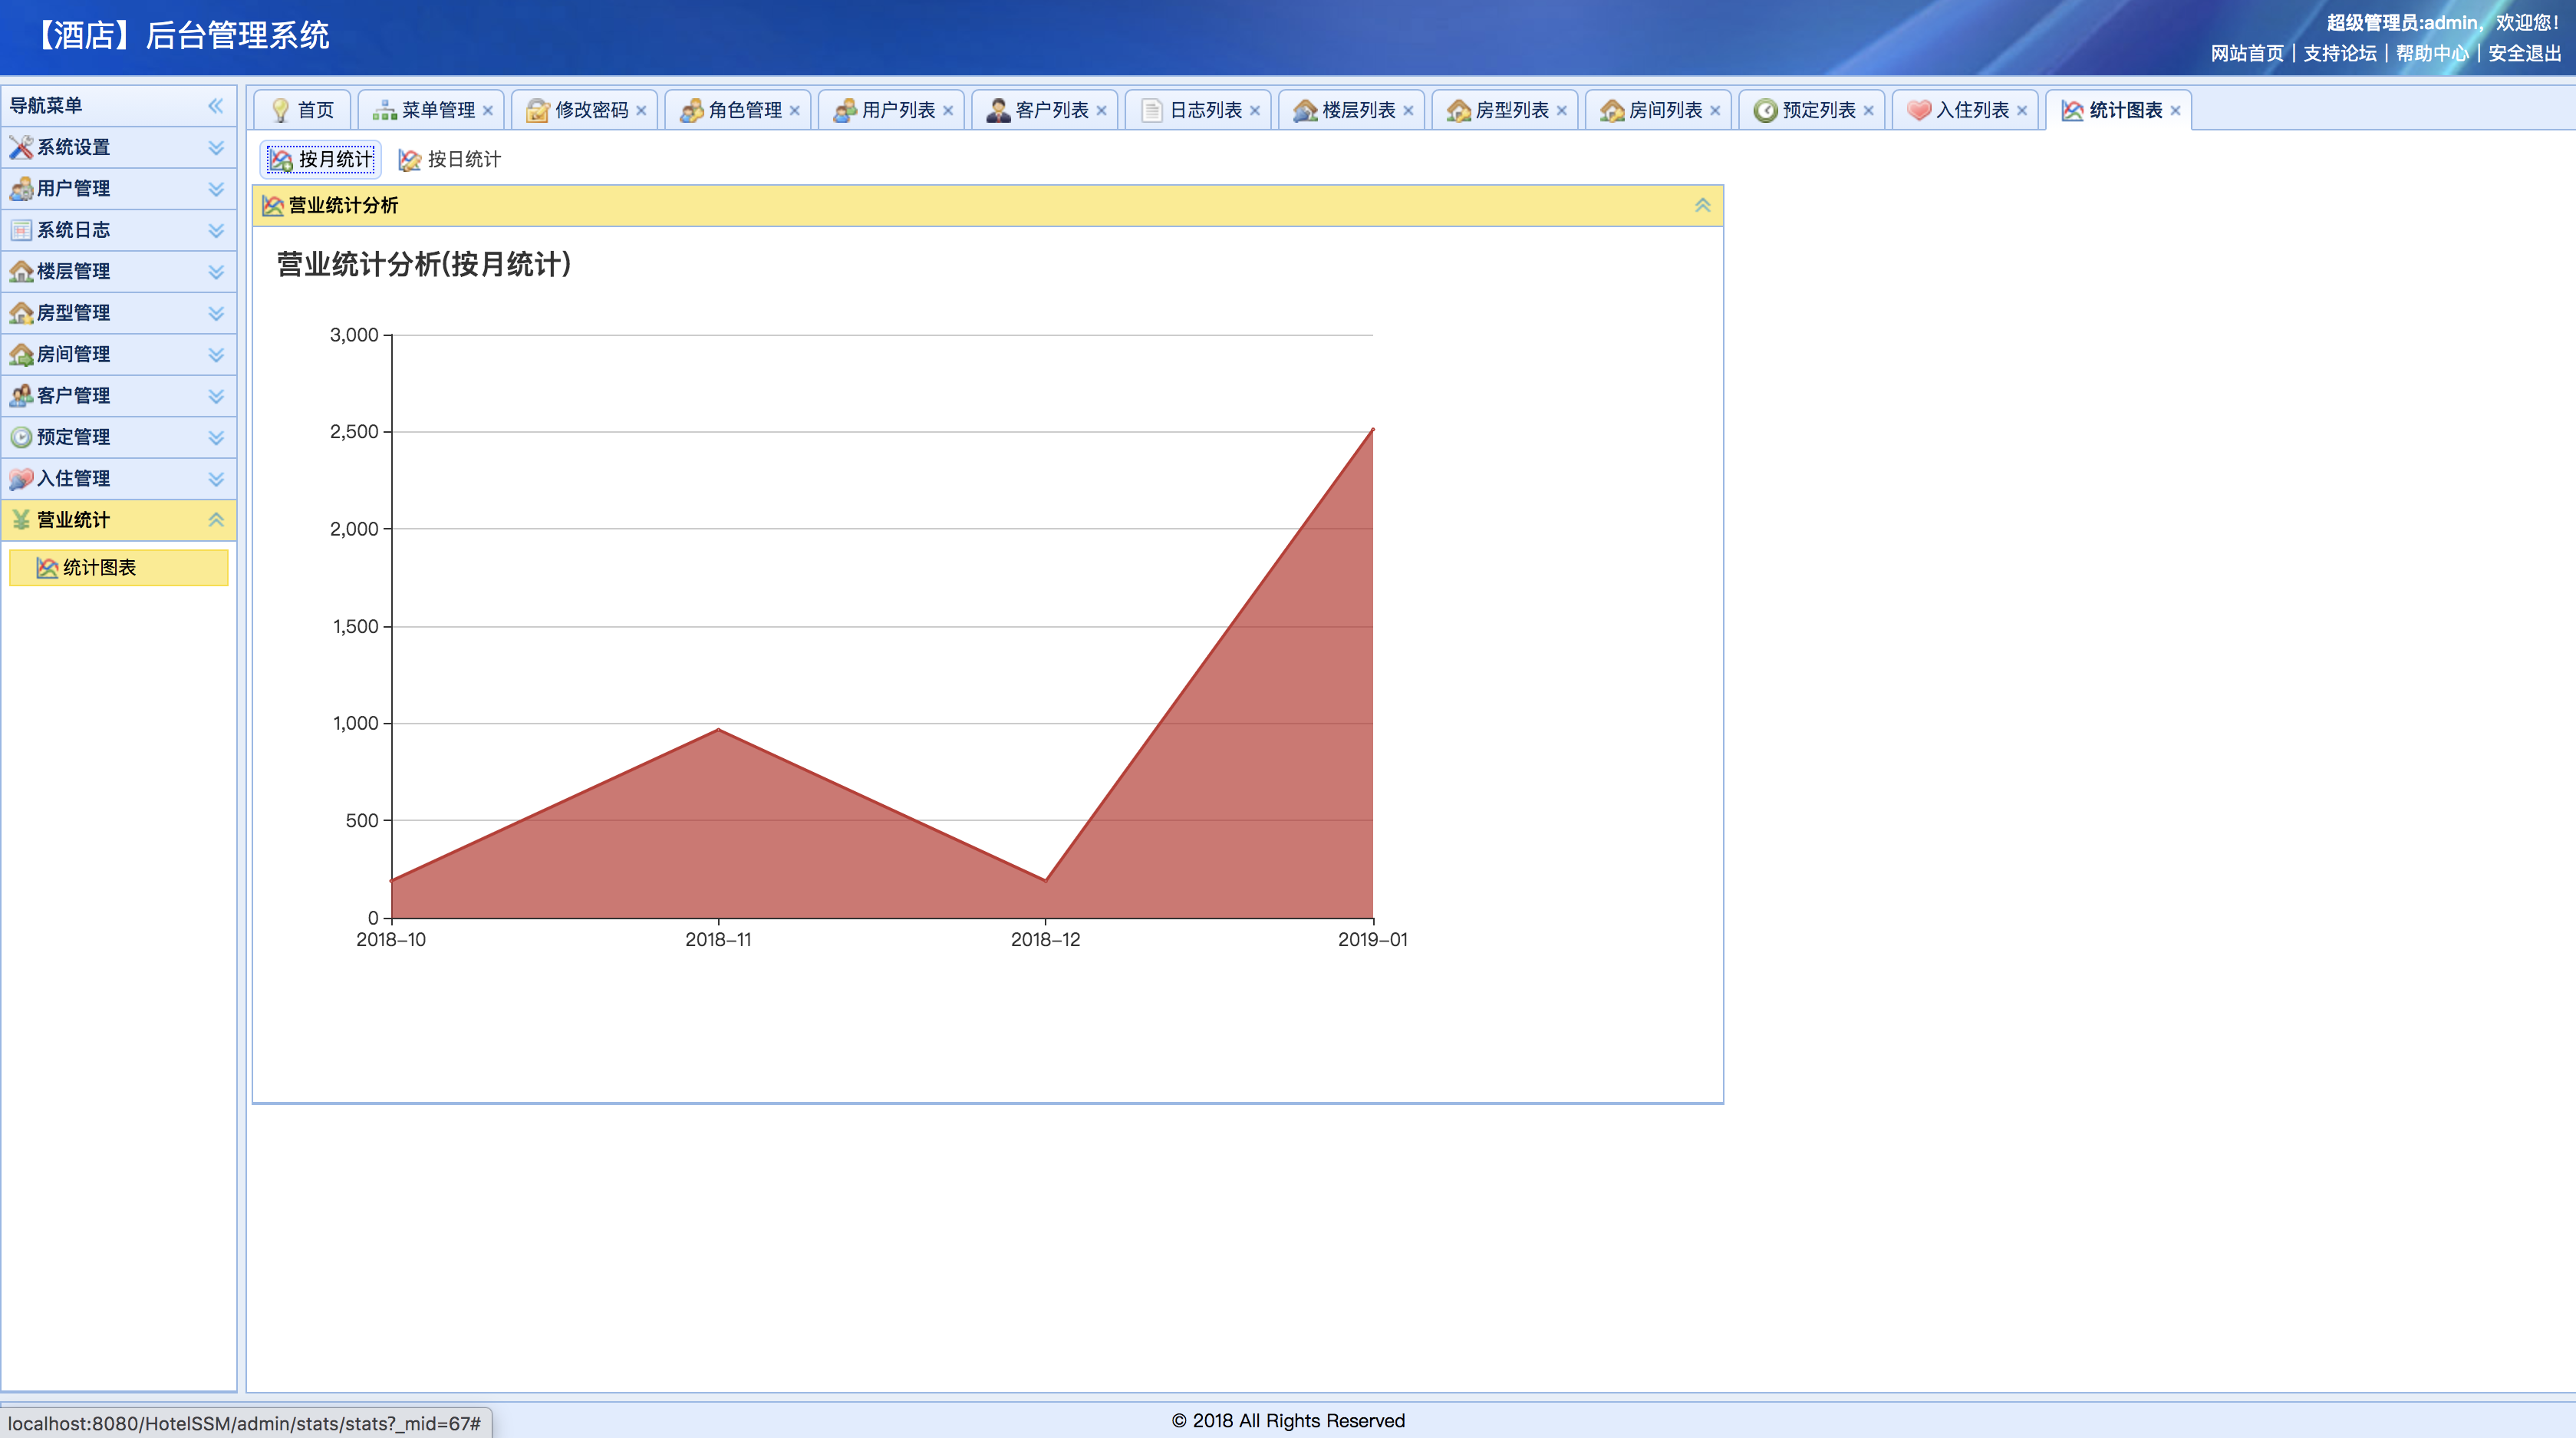 【酒店】后台管理系统
超级管理员:admin，欢迎您!
网站首页|支持论坛|帮助中心|安全退出
导航菜单
系统设置
用户管理
系统日志
楼层管理
房型管理
房间管理
客户管理
预定管理
入住管理
营业统计
统计图表
首页 菜单管理 修改密码 角色管理 用户列表 客户列表 日志列表 楼层列表 房型列表 房间列表 预定列表 入住列表 统计图表
按月统计 按日统计
营业统计分析
营业统计分析(按月统计)
3,000
2,500
2,000
1,500
1,000
500
0
2018-10 2018-11 2018-12 2019-01
localhost:8080/HotelSSM/admin/stats/stats?_mid=67#
© 2018 All Rights Reserved